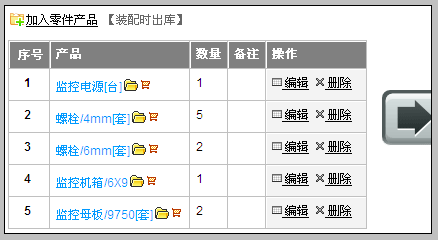 加入零件产品 【装配时出库】
序号 产品 数量 备注 操作
1 监控电源[台] 1 编辑 删除
2 螺栓/4mm[套] 5 编辑 删除
3 螺栓/6mm[套] 2 编辑 删除
4 监控机箱/6X9 1 编辑 删除
5 监控母板/9750[套] 2 编辑 删除